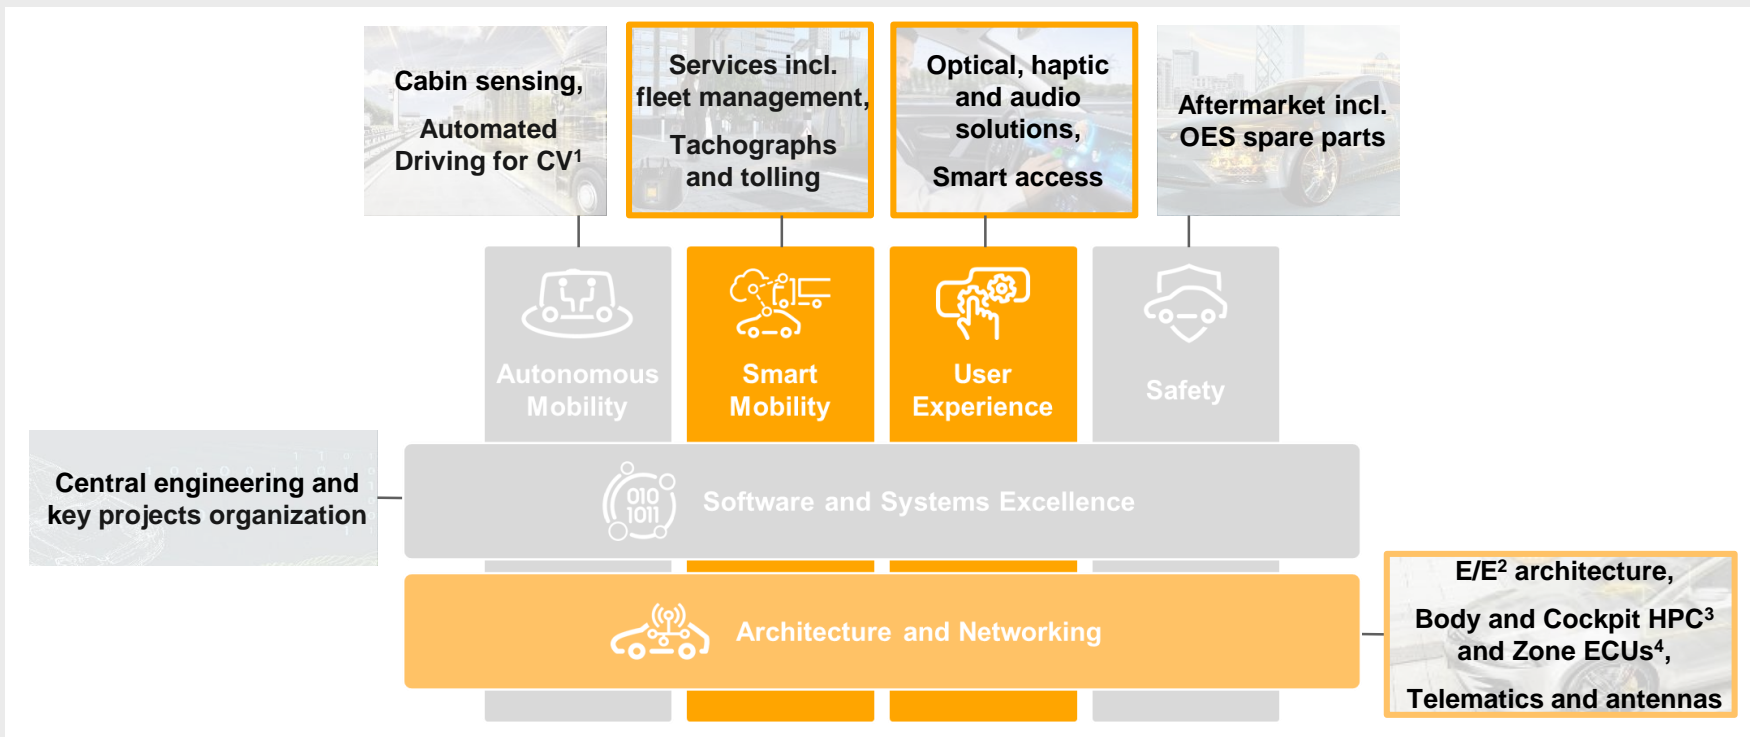 Cabin sensing,
Automated
Driving for CV¹
Services incl.
fleet management,
Tachographs
and tolling
Optical, haptic
and audio
solutions,
Smart access
Aftermarket incl.
OES spare parts
Autonomous
Mobility
Smart
Mobility
User
Experience
Safety
Central engineering and
key projects organization
010
1011
Software and Systems Excellence
Architecture and Networking
E/E² architecture,
Body and Cockpit HPC³
and Zone ECUs⁴,
Telematics and antennas